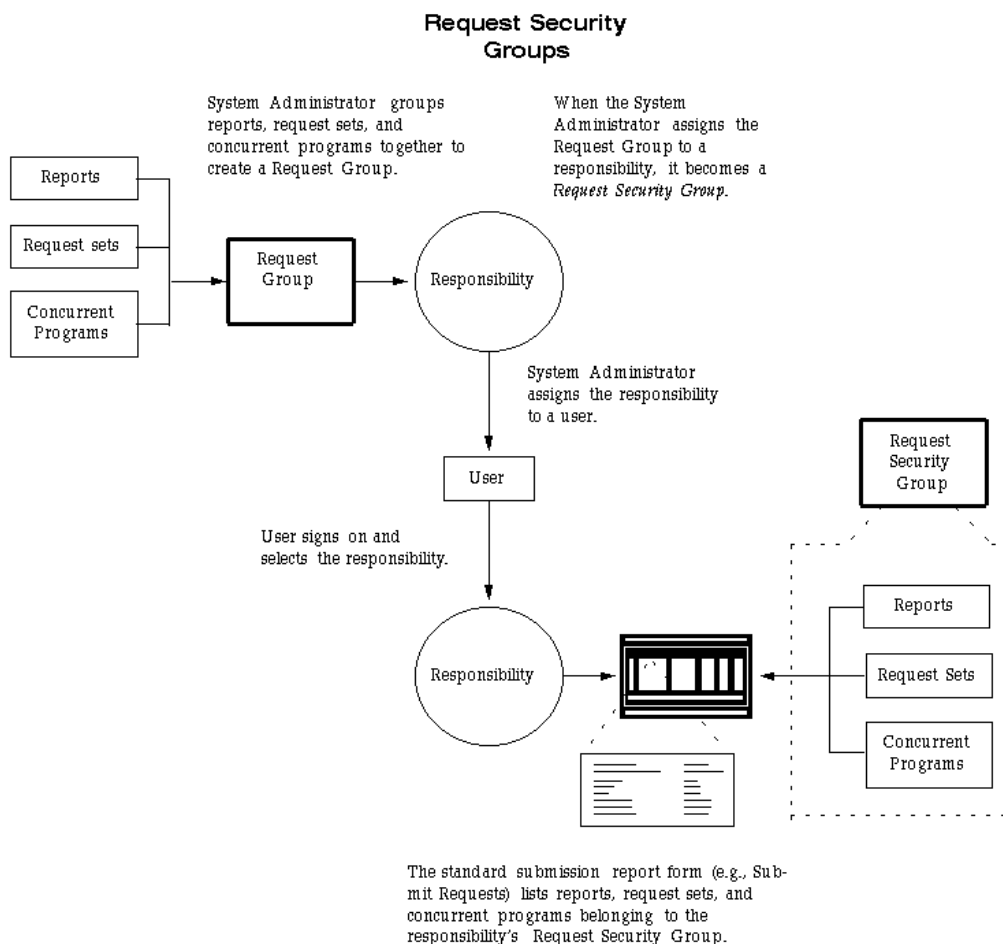 Request Security
Groups
System Administrator groups
reports, request sets, and
concurrent programs together to
create a Request Group.
When the System
Administrator assigns the
Request Group to a
responsibility, it becomes a
Request Security Group.
Reports
Request sets
Concurrent
Programs
Request
Group
Responsibility
System Administrator
assigns the responsibility
to a user.
User
User signs on and
selects the responsibility.
Request
Security
Group
Responsibility
Reports
Request Sets
Concurrent
Programs
The standard submission report form (e.g., Sub-
mit Requests) lists reports, request sets, and
concurrent programs belonging to the
responsibility's Request Security Group.